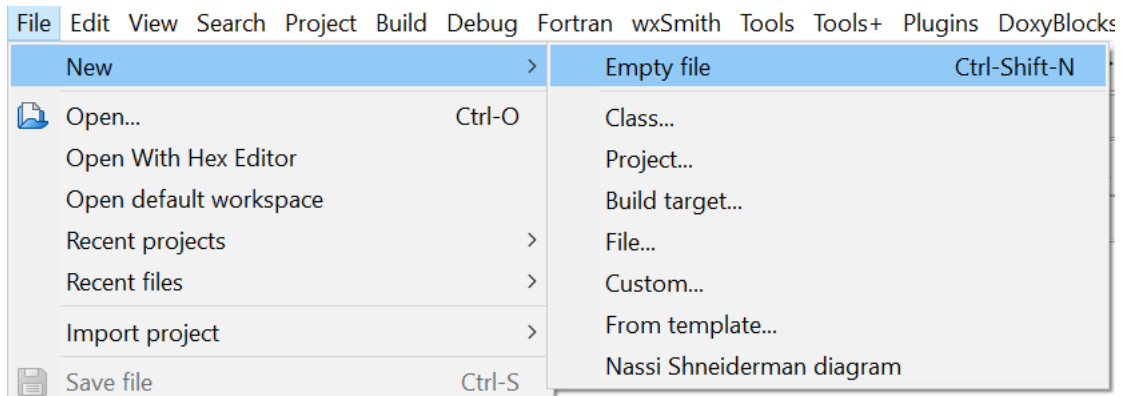 File Edit View Search Project Build Debug Fortran wxSmith Tools Tools+ Plugins DoxyBlocks
New
Open... Ctrl-O
Open With Hex Editor
Open default workspace
Recent projects
Recent files
Import project
Save file Ctrl-S
Empty file Ctrl-Shift-N
Class...
Project...
Build target...
File...
Custom...
From template...
Nassi Shneiderman diagram